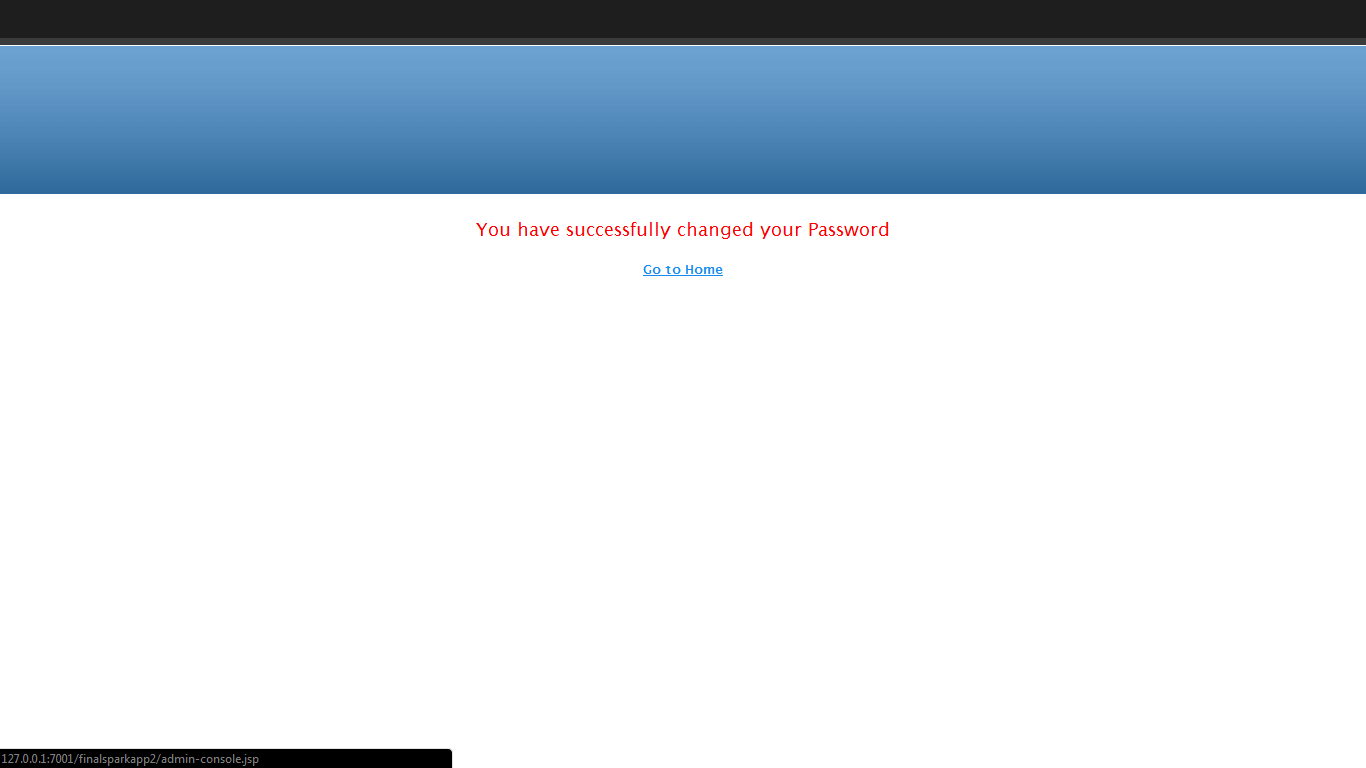 You have successfully changed your Password
Go to Home
127.0.0.1:7001/finalsparkapp2/admin-console.jsp